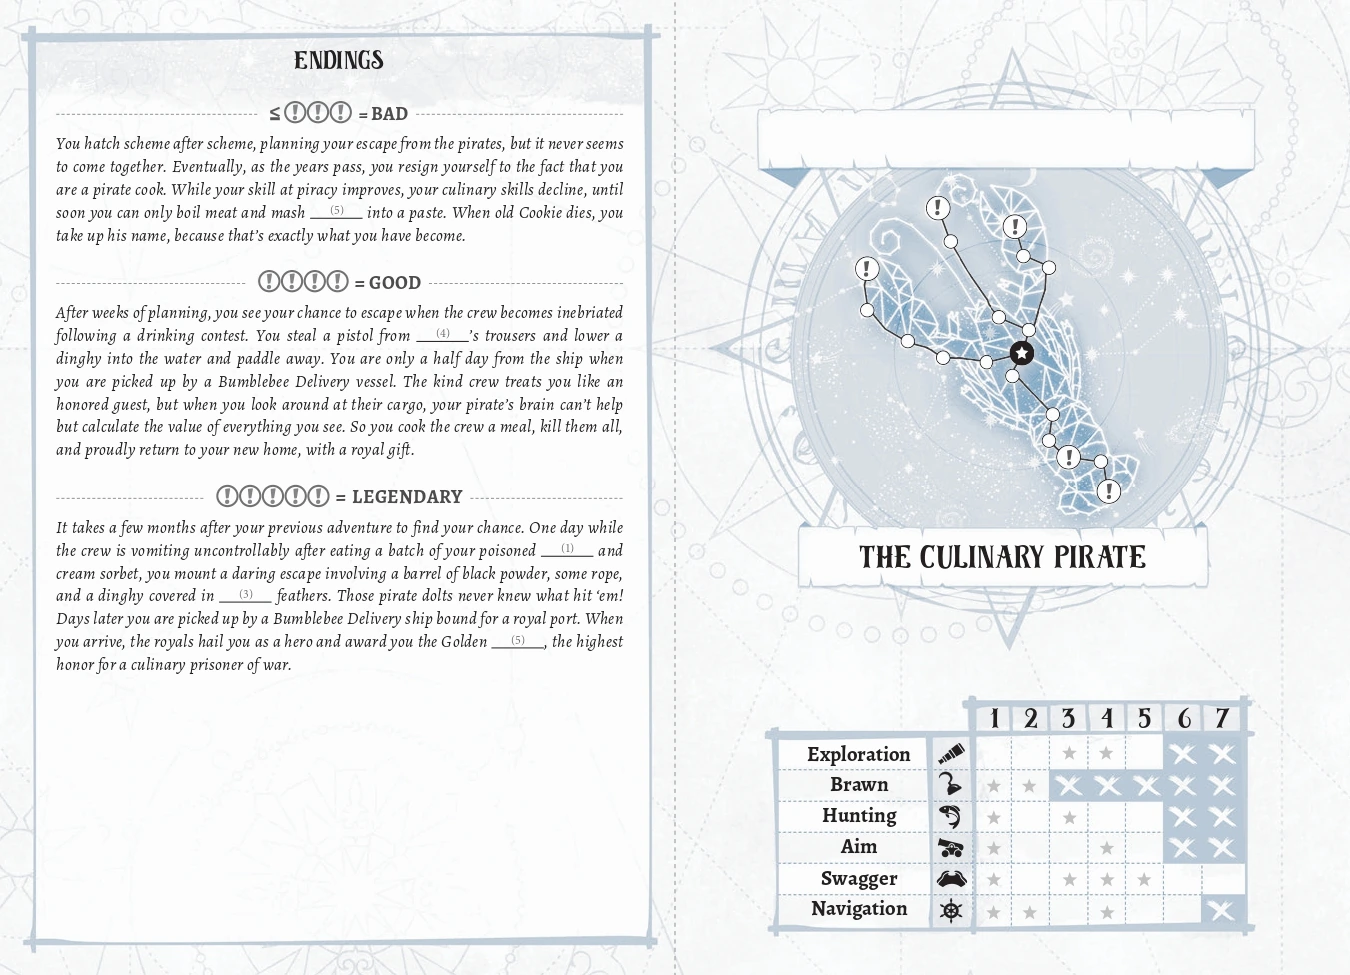 ENDINGS
≤ !!! = BAD
You hatch scheme after scheme, planning your escape from the pirates, but it never seems
to come together. Eventually, as the years pass, you resign yourself to the fact that you
are a pirate cook. While your skill at piracy improves, your culinary skills decline, until
soon you can only boil meat and mash (5) into a paste. When old Cookie dies, you
take up his name, because that’s exactly what you have become.
!!!! = GOOD
After weeks of planning, you see your chance to escape when the crew becomes inebriated
following a drinking contest. You steal a pistol from (4)’s trousers and lower a
dinghy into the water and paddle away. You are only a half day from the ship when
you are picked up by a Bumblebee Delivery vessel. The kind crew treats you like an
honored guest, but when you look around at their cargo, your pirate’s brain can’t help
but calculate the value of everything you see. So you cook the crew a meal, kill them all,
and proudly return to your new home, with a royal gift.
!!!!! = LEGENDARY
It takes a few months after your previous adventure to find your chance. One day while
the crew is vomiting uncontrollably after eating a batch of your poisoned (1) and
cream sorbet, you mount a daring escape involving a barrel of black powder, some rope,
and a dinghy covered in (3) feathers. Those pirate dolts never knew what hit ‘em!
Days later you are picked up by a Bumblebee Delivery ship bound for a royal port. When
you arrive, the royals hail you as a hero and award you the Golden (5), the highest
honor for a culinary prisoner of war.
! ! !
! !
THE CULINARY PIRATE
1 2 3 4 5 6 7
Exploration
Brawn
Hunting
Aim
Swagger
Navigation